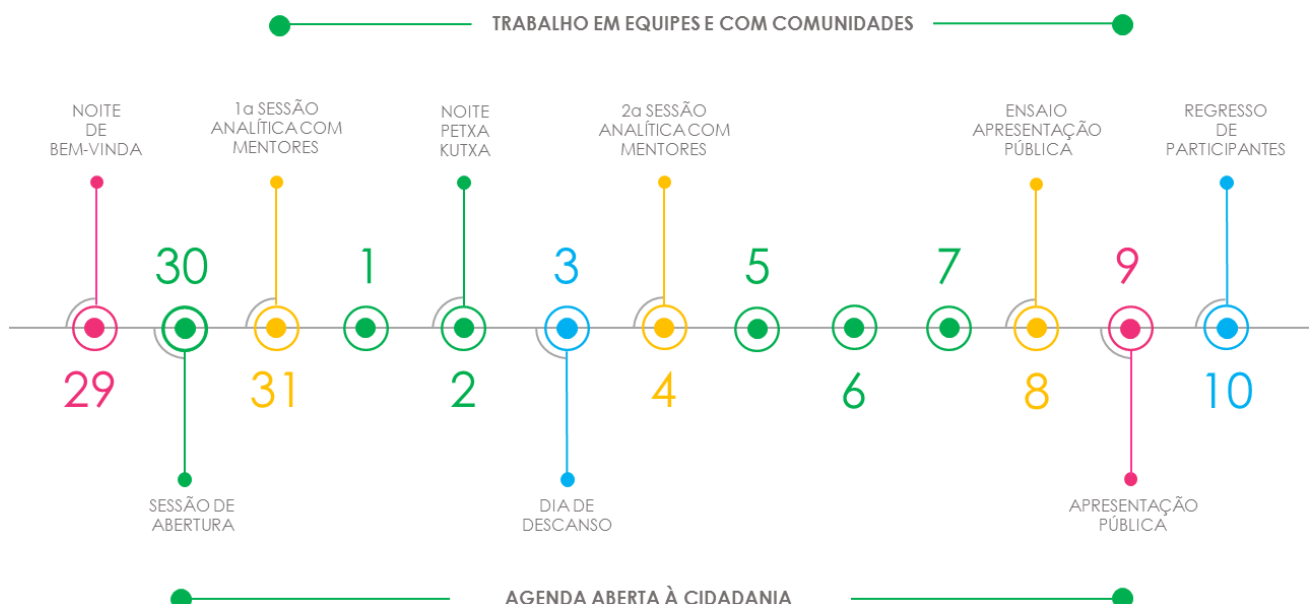 TRABALHO EM EQUIPES E COM COMUNIDADES
NOITE
DE
BEM-VINDA
1a SESSÃO
ANALÍTICA COM
MENTORES
NOITE
PETXA
KUTXA
2a SESSÃO
ANALÍTICA COM
MENTORES
ENSAIO
APRESENTAÇÃO
PÚBLICA
REGRESSO
DE
PARTICIPANTES
30
1
3
5
7
9
29
31
2
4
6
8
10
SESSÃO DE
ABERTURA
DIA DE
DESCANSO
APRESENTAÇÃO
PÚBLICA
AGENDA ABERTA À CIDADANIA